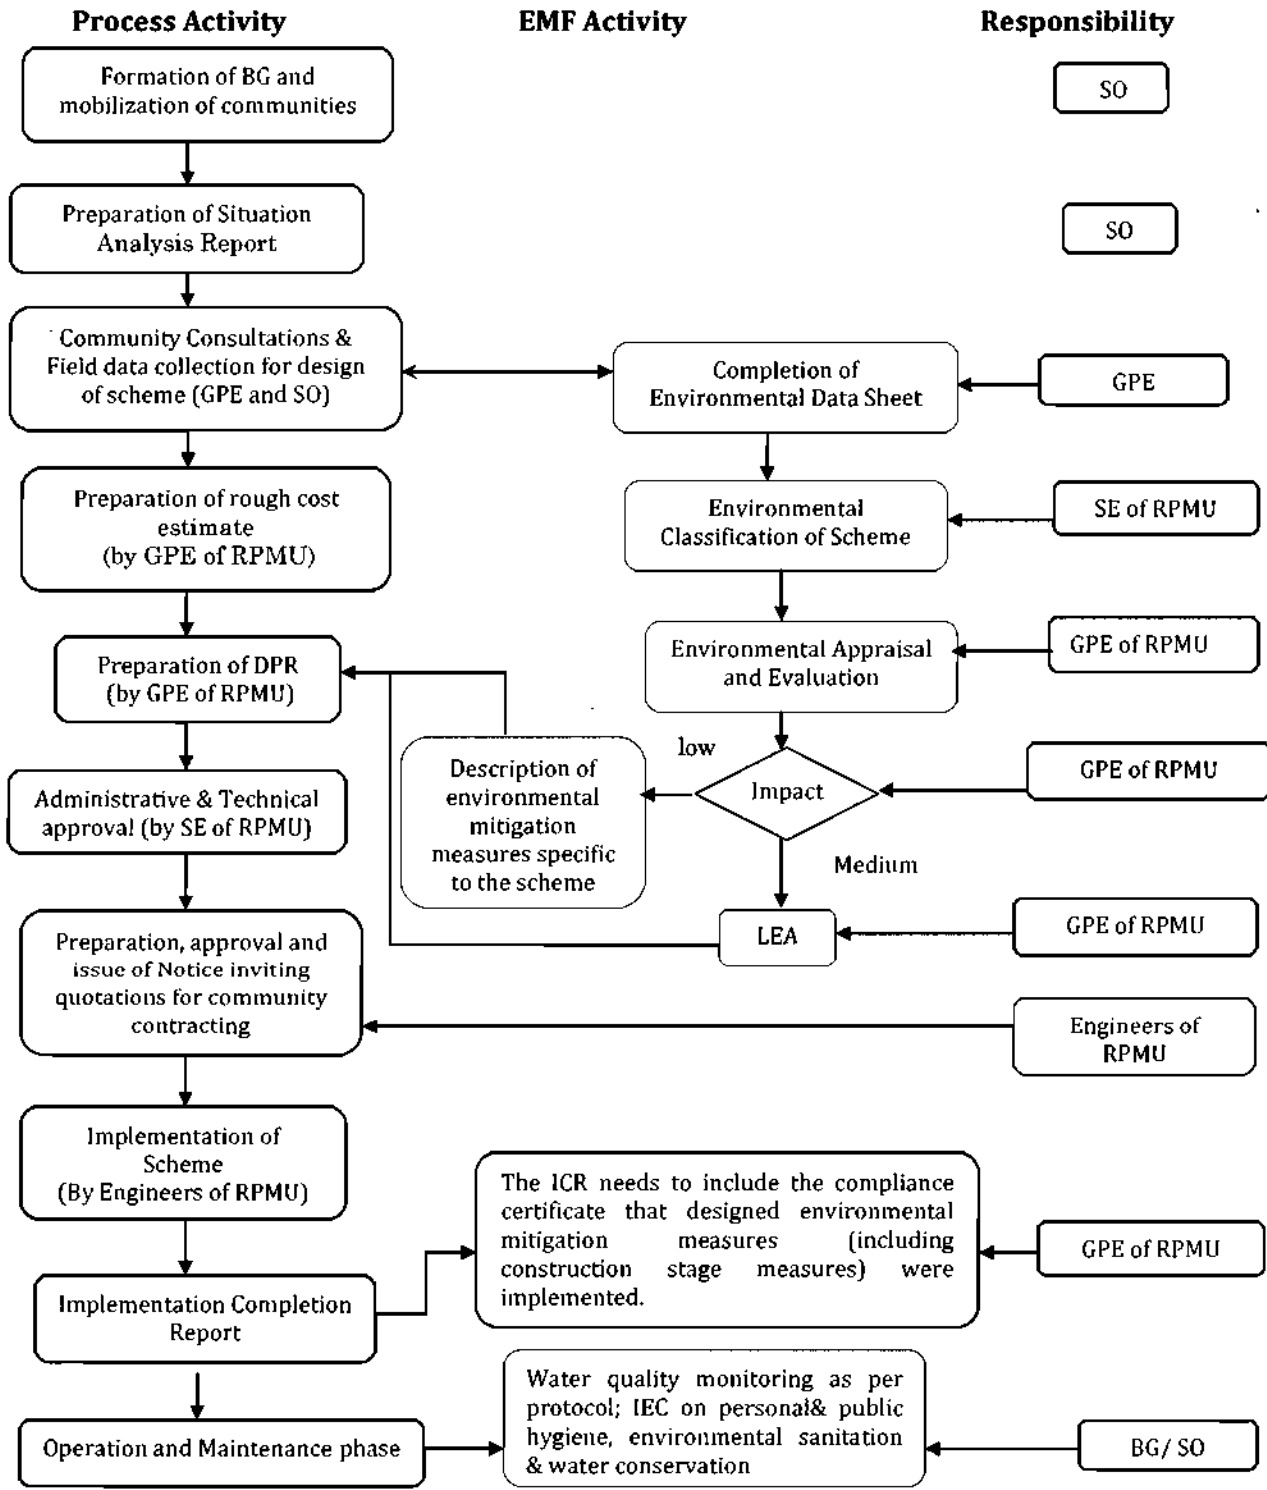 Process Activity
EMF Activity
Responsibility
Formation of BG and
mobilization of communities
SO
Preparation of Situation
Analysis Report
SO
Community Consultations &
Field data collection for design
of scheme (GPE and SO)
Completion of
Environmental Data Sheet
GPE
Preparation of rough cost
estimate
(by GPE of RPMU)
Environmental
Classification of Scheme
SE of RPMU
Preparation of DPR
(by GPE of RPMU)
Environmental Appraisal
and Evaluation
GPE of RPMU
Administrative & Technical
approval (by SE of RPMU)
Description of
environmental
mitigation
measures specific
to the scheme
low
Impact
Medium
GPE of RPMU
Preparation, approval and
issue of Notice inviting
quotations for community
contracting
LEA
GPE of RPMU
Engineers of
RPMU
Implementation of
Scheme
(By Engineers of RPMU)
The ICR needs to include the compliance
certificate that designed environmental
mitigation measures (including
construction stage measures) were
implemented.
GPE of RPMU
Implementation Completion
Report
Water quality monitoring as per
protocol; IEC on personal& public
hygiene, environmental sanitation
& water conservation
Operation and Maintenance phase
BG/ SO